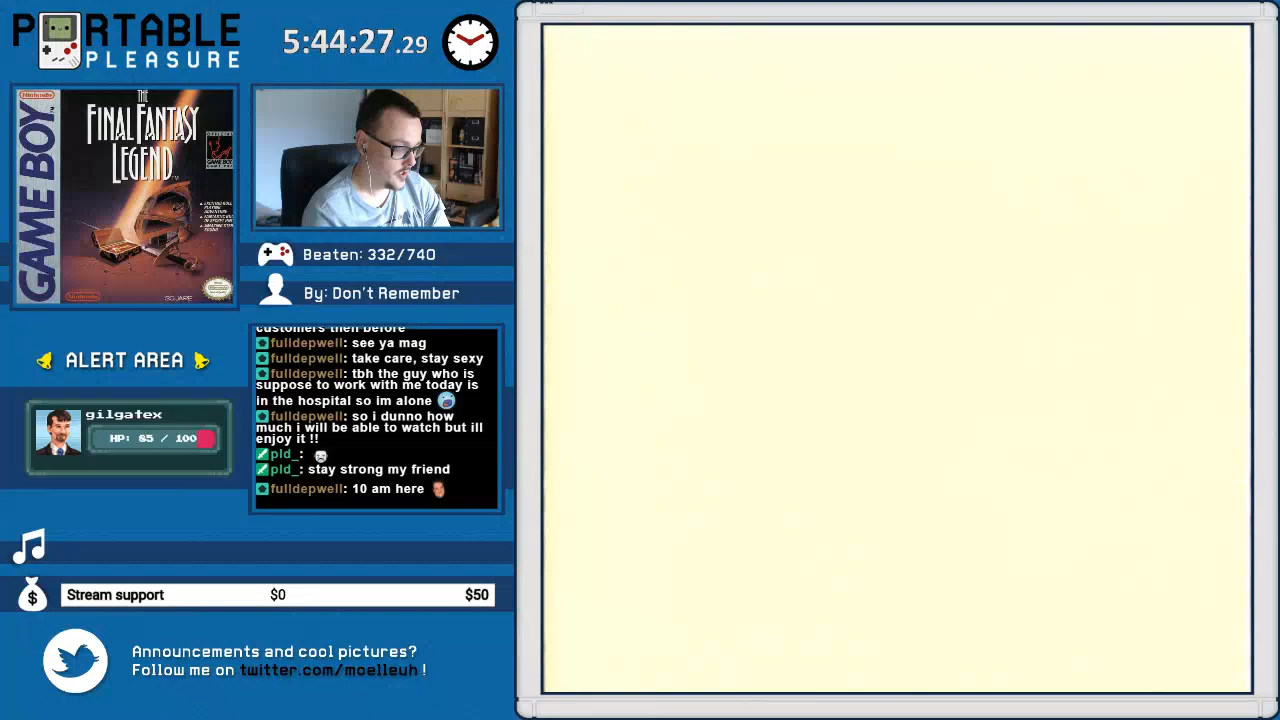 PORTABLE
PLEASURE
5:44:27.29
Nintendo
GAME BOY
THE
FINAL FANTASY
LEGEND
SQUARE
Nintendo
Beaten: 332/740
By: Don't Remember
ALERT AREA
gilgatex
HP: 85 / 100
customers then before
fulldepwell: see ya mag
fulldepwell: take care, stay sexy
fulldepwell: tbh the guy who is
suppose to work with me today is
in the hospital so im alone
fulldepwell: so i dunno how
much i will be able to watch but ill
enjoy it !!
pld_:
pld_: stay strong my friend
fulldepwell: 10 am here
Stream support $0 $50
Announcements and cool pictures?
Follow me on twitter.com/moelleuh !